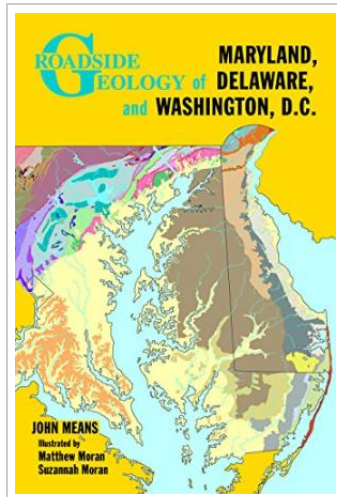 ROADSIDE
GEOLOGY of
MARYLAND,
DELAWARE,
and WASHINGTON, D.C.
JOHN MEANS
Illustrated by
Matthew Moran
Suzannah Moran